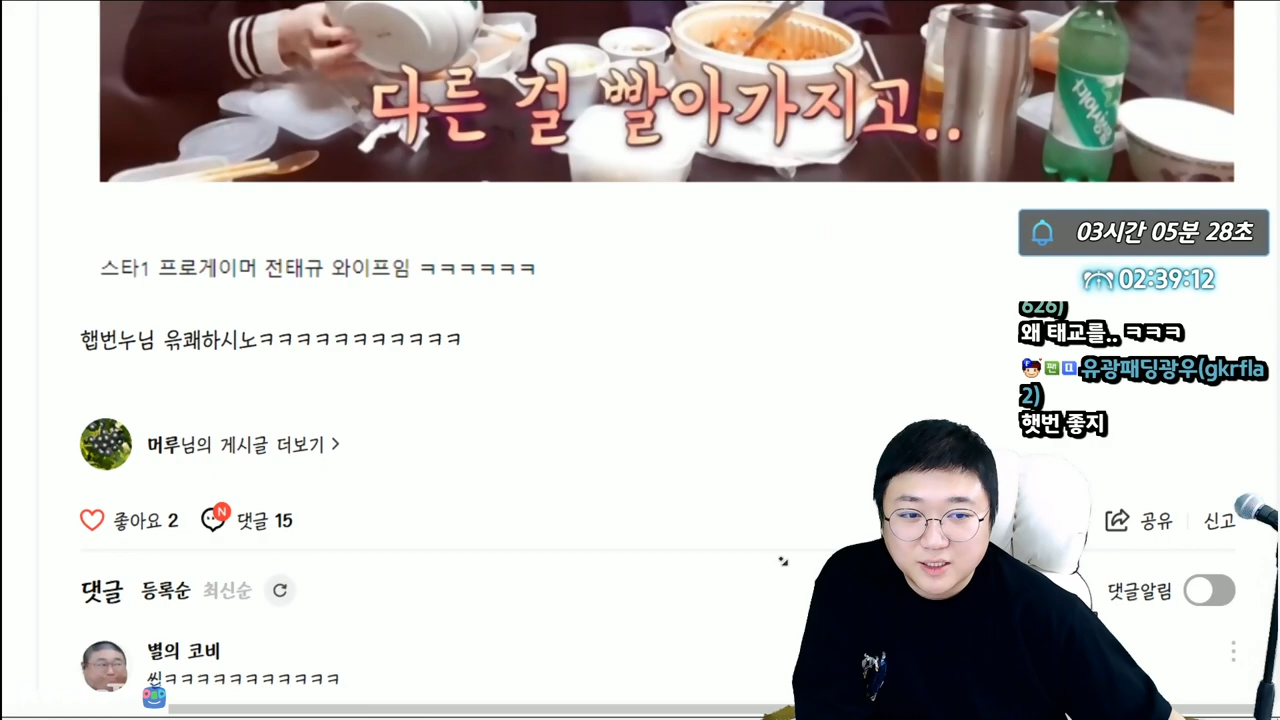 다른 걸 빨아가지고..
스타1 프로게이머 전태규 와이프임 ㅋㅋㅋㅋㅋㅋ
햅번누님 유쾌하시노ㅋㅋㅋㅋㅋㅋㅋㅋㅋㅋㅋ
머루님의 게시글 더보기 >
좋아요 2
N
댓글 15
공유
신고
댓글
등록순
최신순
댓글알림
별의 코비
씬ㅋㅋㅋㅋㅋㅋㅋㅋㅋㅋㅋ
03시간 05분 28초
02:39:12
626)
왜 태교를.. ㅋㅋㅋ
유광패딩광우(gkrfla
2)
햇번 좋지